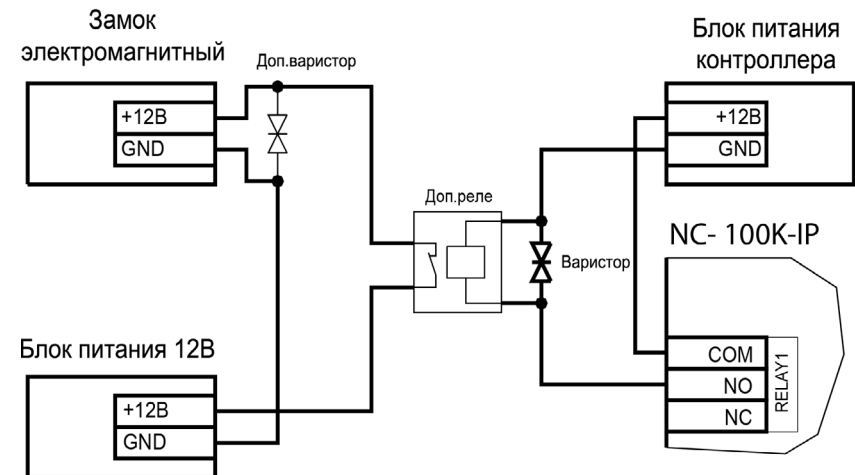 Замок
электромагнитный
+12В
GND
Доп.варистор
Блок питания
контроллера
+12В
GND
Доп.реле
Варистор
NC- 100K-IP
COM
NO
NC
RELAY1
Блок питания 12В
+12В
GND